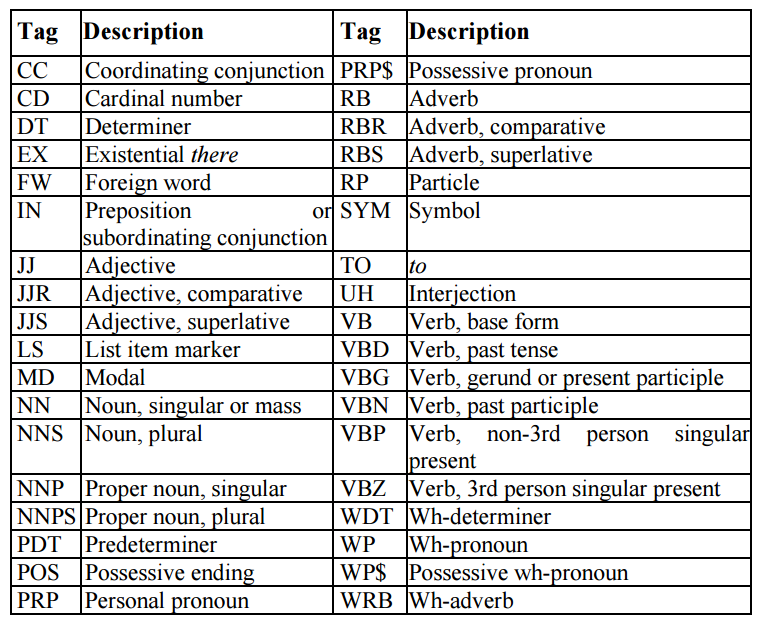 Tag Description Tag Description
CC Coordinating conjunction PRP$ Possessive pronoun
CD Cardinal number RB Adverb
DT Determiner RBR Adverb, comparative
EX Existential there RBS Adverb, superlative
FW Foreign word RP Particle
IN Preposition or SYM Symbol
subordinating conjunction
JJ Adjective TO to
JJR Adjective, comparative UH Interjection
JJS Adjective, superlative VB Verb, base form
LS List item marker VBD Verb, past tense
MD Modal VBG Verb, gerund or present participle
NN Noun, singular or mass VBN Verb, past participle
NNS Noun, plural VBP Verb, non-3rd person singular
present
NNP Proper noun, singular VBZ Verb, 3rd person singular present
NNPS Proper noun, plural WDT Wh-determiner
PDT Predeterminer WP Wh-pronoun
POS Possessive ending WP$ Possessive wh-pronoun
PRP Personal pronoun WRB Wh-adverb